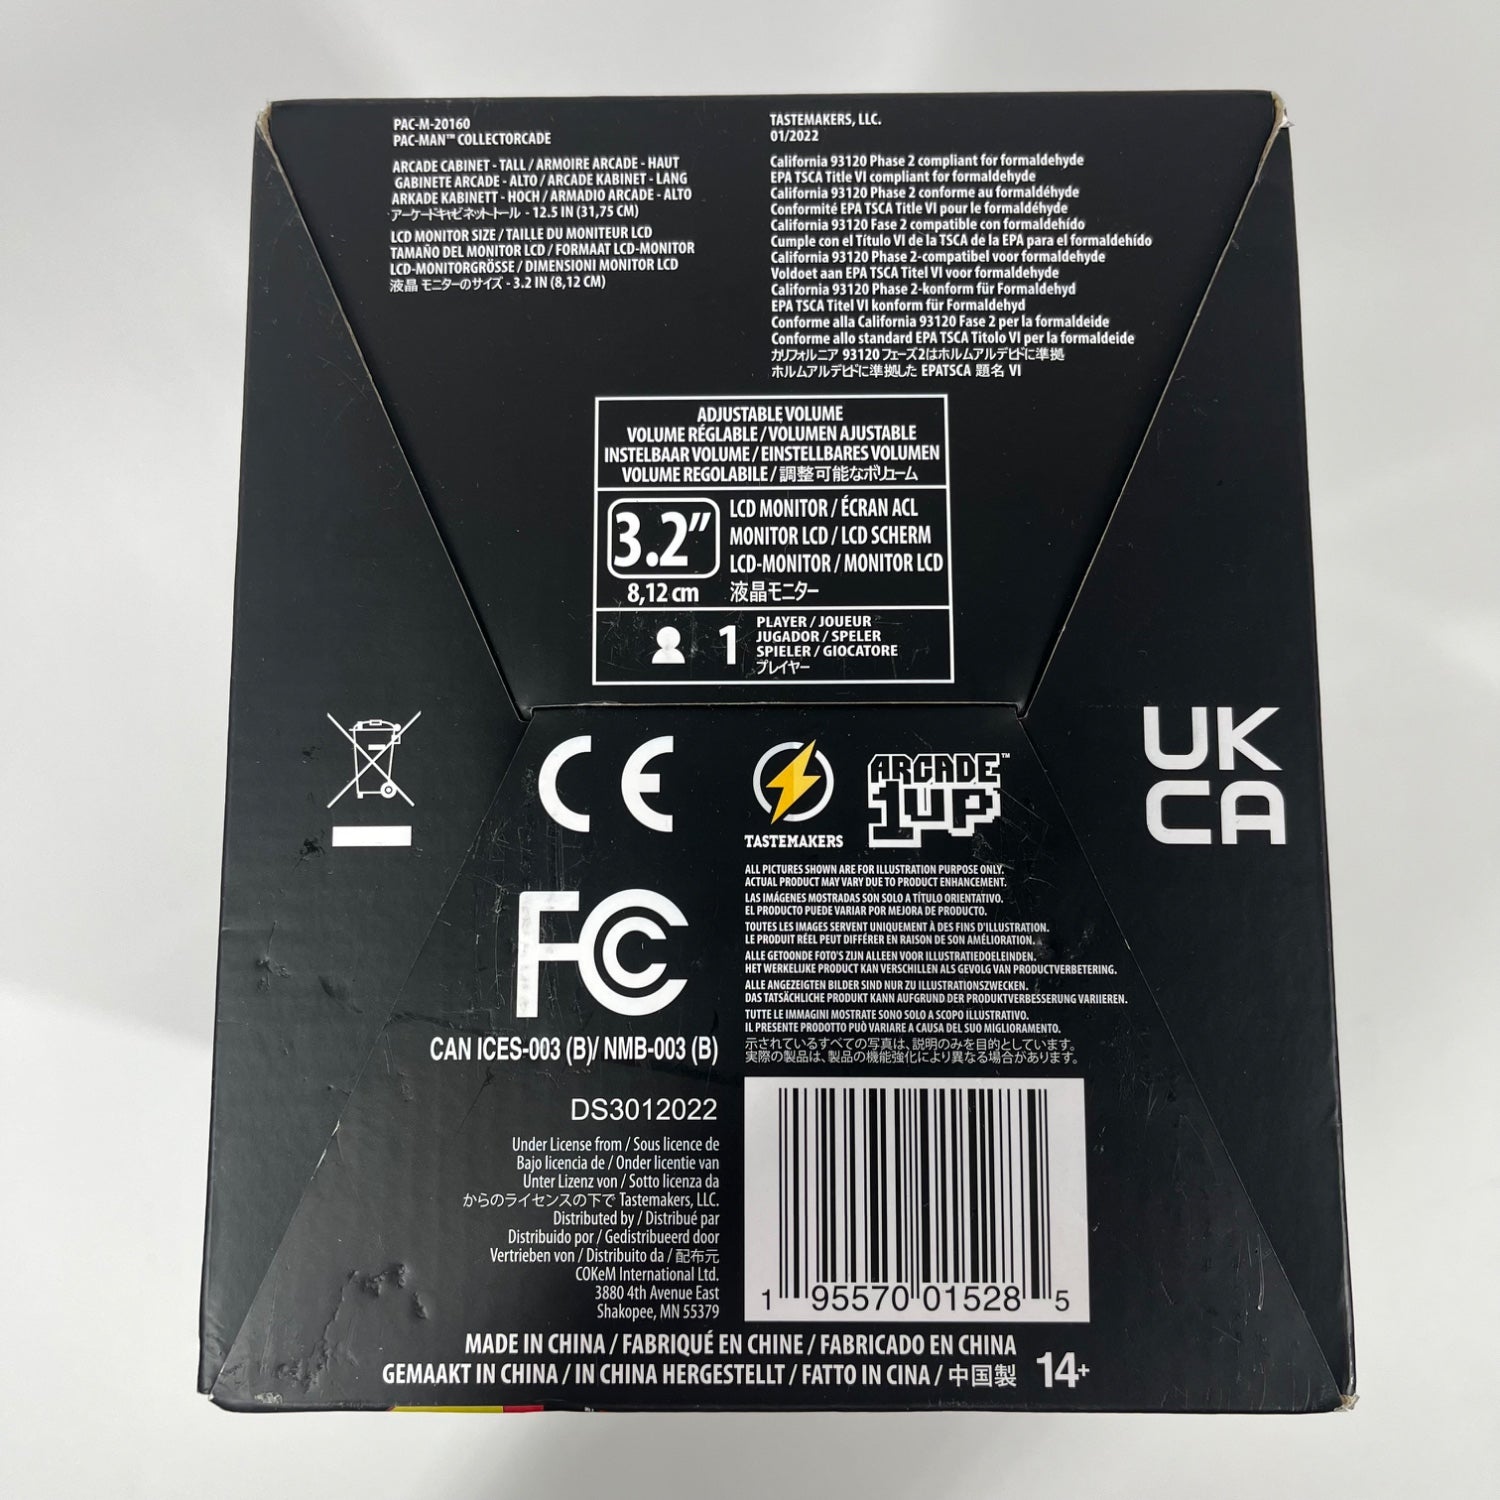 PAC-M-20160
PAC-MAN™ COLLECTORCADE
ARCADE CABINET - TALL / ARMOIRE ARCADE - HAUT
GABINETE ARCADE - ALTO / ARCADE KABINET - LANG
ARKADE KABINETT - HOCH / ARMADIO ARCADE - ALTO
アーケードキャビネットトール - 12.5 IN (31,75 CM)
LCD MONITOR SIZE / TAILLE DU MONITEUR LCD
TAMAÑO DEL MONITOR LCD / FORMAAT LCD-MONITOR
LCD-MONITORGRÖSSE / DIMENSIONI MONITOR LCD
液晶 モニターのサイズ - 3.2 IN (8,12 CM)
TASTEMAKERS, LLC.
01/2022
California 93120 Phase 2 compliant for formaldehyde
EPA TSCA Title VI compliant for formaldehyde
California 93120 Phase 2 conforme au formaldéhyde
Conformité EPA TSCA Title VI pour le formaldéhyde
California 93120 Fase 2 compatible con formaldehído
Cumple con el Título VI de la TSCA de la EPA para el formaldehído
California 93120 Phase 2-compatibel voor formaldehyde
Voldoet aan EPA TSCA Titel VI voor formaldehyde
California 93120 Phase 2-konform für Formaldehyd
EPA TSCA Titel VI konform für Formaldehyd
Conforme alla California 93120 Fase 2 per la formaldeide
Conforme allo standard EPA TSCA Titolo VI per la formaldeide
カリフォルニア 93120 フェーズ2はホルムアルデヒドに準拠
ホルムアルデヒドに準拠した EPATSCA 題名 VI
ADJUSTABLE VOLUME
VOLUME RÉGLABLE / VOLUMEN AJUSTABLE
INSTELBAAR VOLUME / EINSTELLBARES VOLUMEN
VOLUME REGOLABILE / 調整可能なボリューム
3.2"
8,12 cm
LCD MONITOR / ÉCRAN ACL
MONITOR LCD / LCD SCHERM
LCD-MONITOR / MONITOR LCD
液晶モニター
1
PLAYER / JOUEUR
JUGADOR / SPELER
SPIELER / GIOCATORE
プレイヤー
CE
TASTEMAKERS
ARCADE™
1UP
UK
CA
FC
CAN ICES-003 (B)/ NMB-003 (B)
ALL PICTURES SHOWN ARE FOR ILLUSTRATION PURPOSE ONLY.
ACTUAL PRODUCT MAY VARY DUE TO PRODUCT ENHANCEMENT.
LAS IMÁGENES MOSTRADAS SON SOLO A TÍTULO ORIENTATIVO.
EL PRODUCTO PUEDE VARIAR POR MEJORA DE PRODUCTO.
TOUTES LES IMAGES SERVENT UNIQUEMENT À DES FINS D'ILLUSTRATION.
LE PRODUIT RÉEL PEUT DIFFÉRER EN RAISON DE SON AMÉLIORATION.
ALLE GETOONDE FOTO'S ZIJN ALLEEN VOOR ILLUSTRATIEDOELEINDEN.
HET WERKELIJKE PRODUCT KAN VERSCHILLEN ALS GEVOLG VAN PRODUCTVERBETERING.
ALLE ANGEZEIGTEN BILDER SIND NUR ZU ILLUSTRATIONSZWECKEN.
DAS TATSÄCHLICHE PRODUKT KANN AUFGRUND DER PRODUKTVERBESSERUNG VARIIEREN.
TUTTE LE IMMAGINI MOSTRATE SONO SOLO A SCOPO ILLUSTRATIVO.
IL PRESENTE PRODOTTO PUÒ VARIARE A CAUSA DEL SUO MIGLIORAMENTO.
示されているすべての写真は、説明のみを目的としています。
実際の製品は、製品の機能強化により異なる場合があります。
DS3012022
Under License from / Sous licence de
Bajo licencia de / Onder licentie van
Unter Lizenz von / Sotto licenza da
からのライセンスの下で Tastemakers, LLC.
Distributed by / Distribué par
Distribuido por / Gedistribueerd door
Vertrieben von / Distribuito da / 配布元
COKeM International Ltd.
3880 4th Avenue East
Shakopee, MN 55379
1 95570 01528 5
MADE IN CHINA / FABRIQUÉ EN CHINE / FABRICADO EN CHINA
GEMAAKT IN CHINA / IN CHINA HERGESTELLT / FATTO IN CINA / 中国製
14+